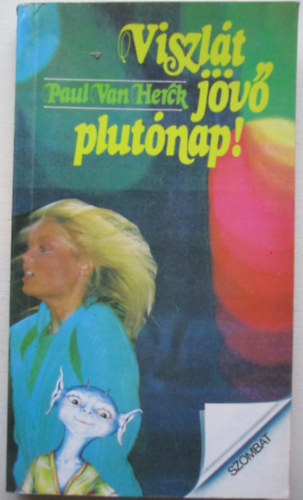 Viszlát
Paul Van Herck
jövő
plutónap!
SZOMBAT